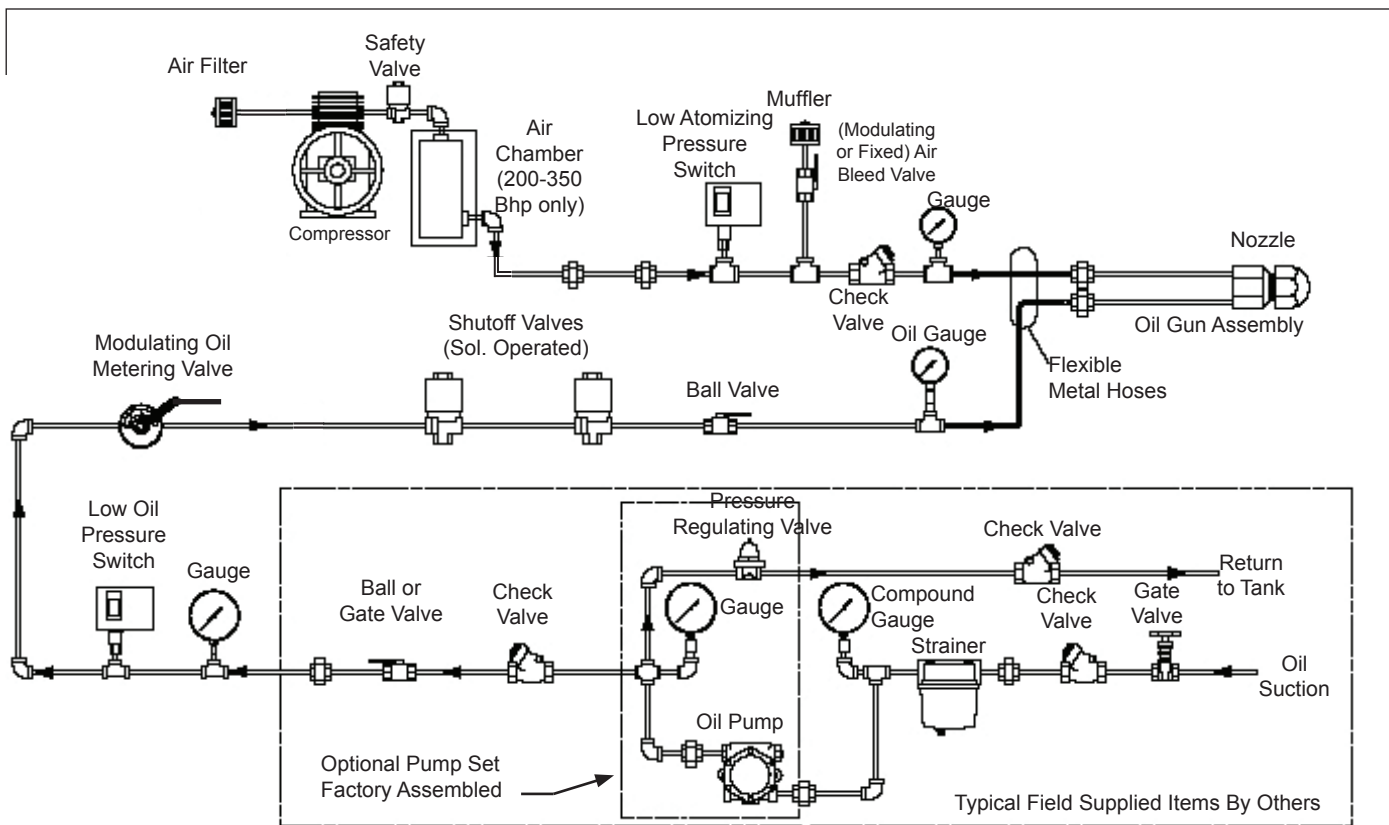 Safety
Valve
Air Filter
Muffler
Low Atomizing
Pressure
Switch
(Modulating
or Fixed) Air
Bleed Valve
Air
Chamber
(200-350
Bhp only)
Compressor
Gauge
Nozzle
Check
Valve
Oil Gun Assembly
Shutoff Valves
(Sol. Operated)
Oil Gauge
Modulating Oil
Metering Valve
Flexible
Metal Hoses
Ball Valve
Pressure
Regulating Valve
Low Oil
Pressure
Switch
Check Valve
Return
to Tank
Gauge
Ball or
Gate Valve
Check
Valve
Gauge
Compound
Gauge
Check
Valve
Gate
Valve
Strainer
Oil
Suction
Oil Pump
Optional Pump Set
Factory Assembled
Typical Field Supplied Items By Others